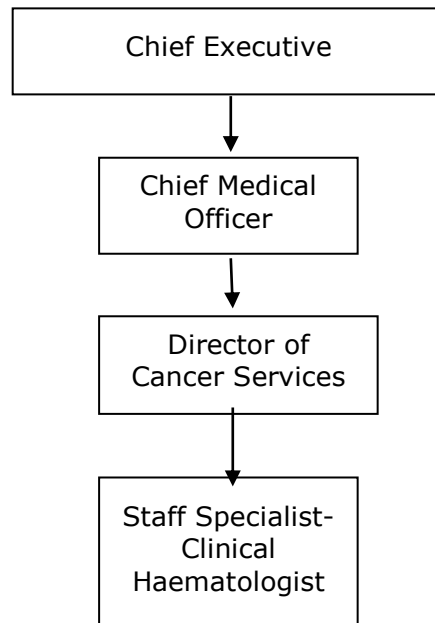 Chief Executive
Chief Medical
Officer
Director of
Cancer Services
Staff Specialist-
Clinical
Haematologist